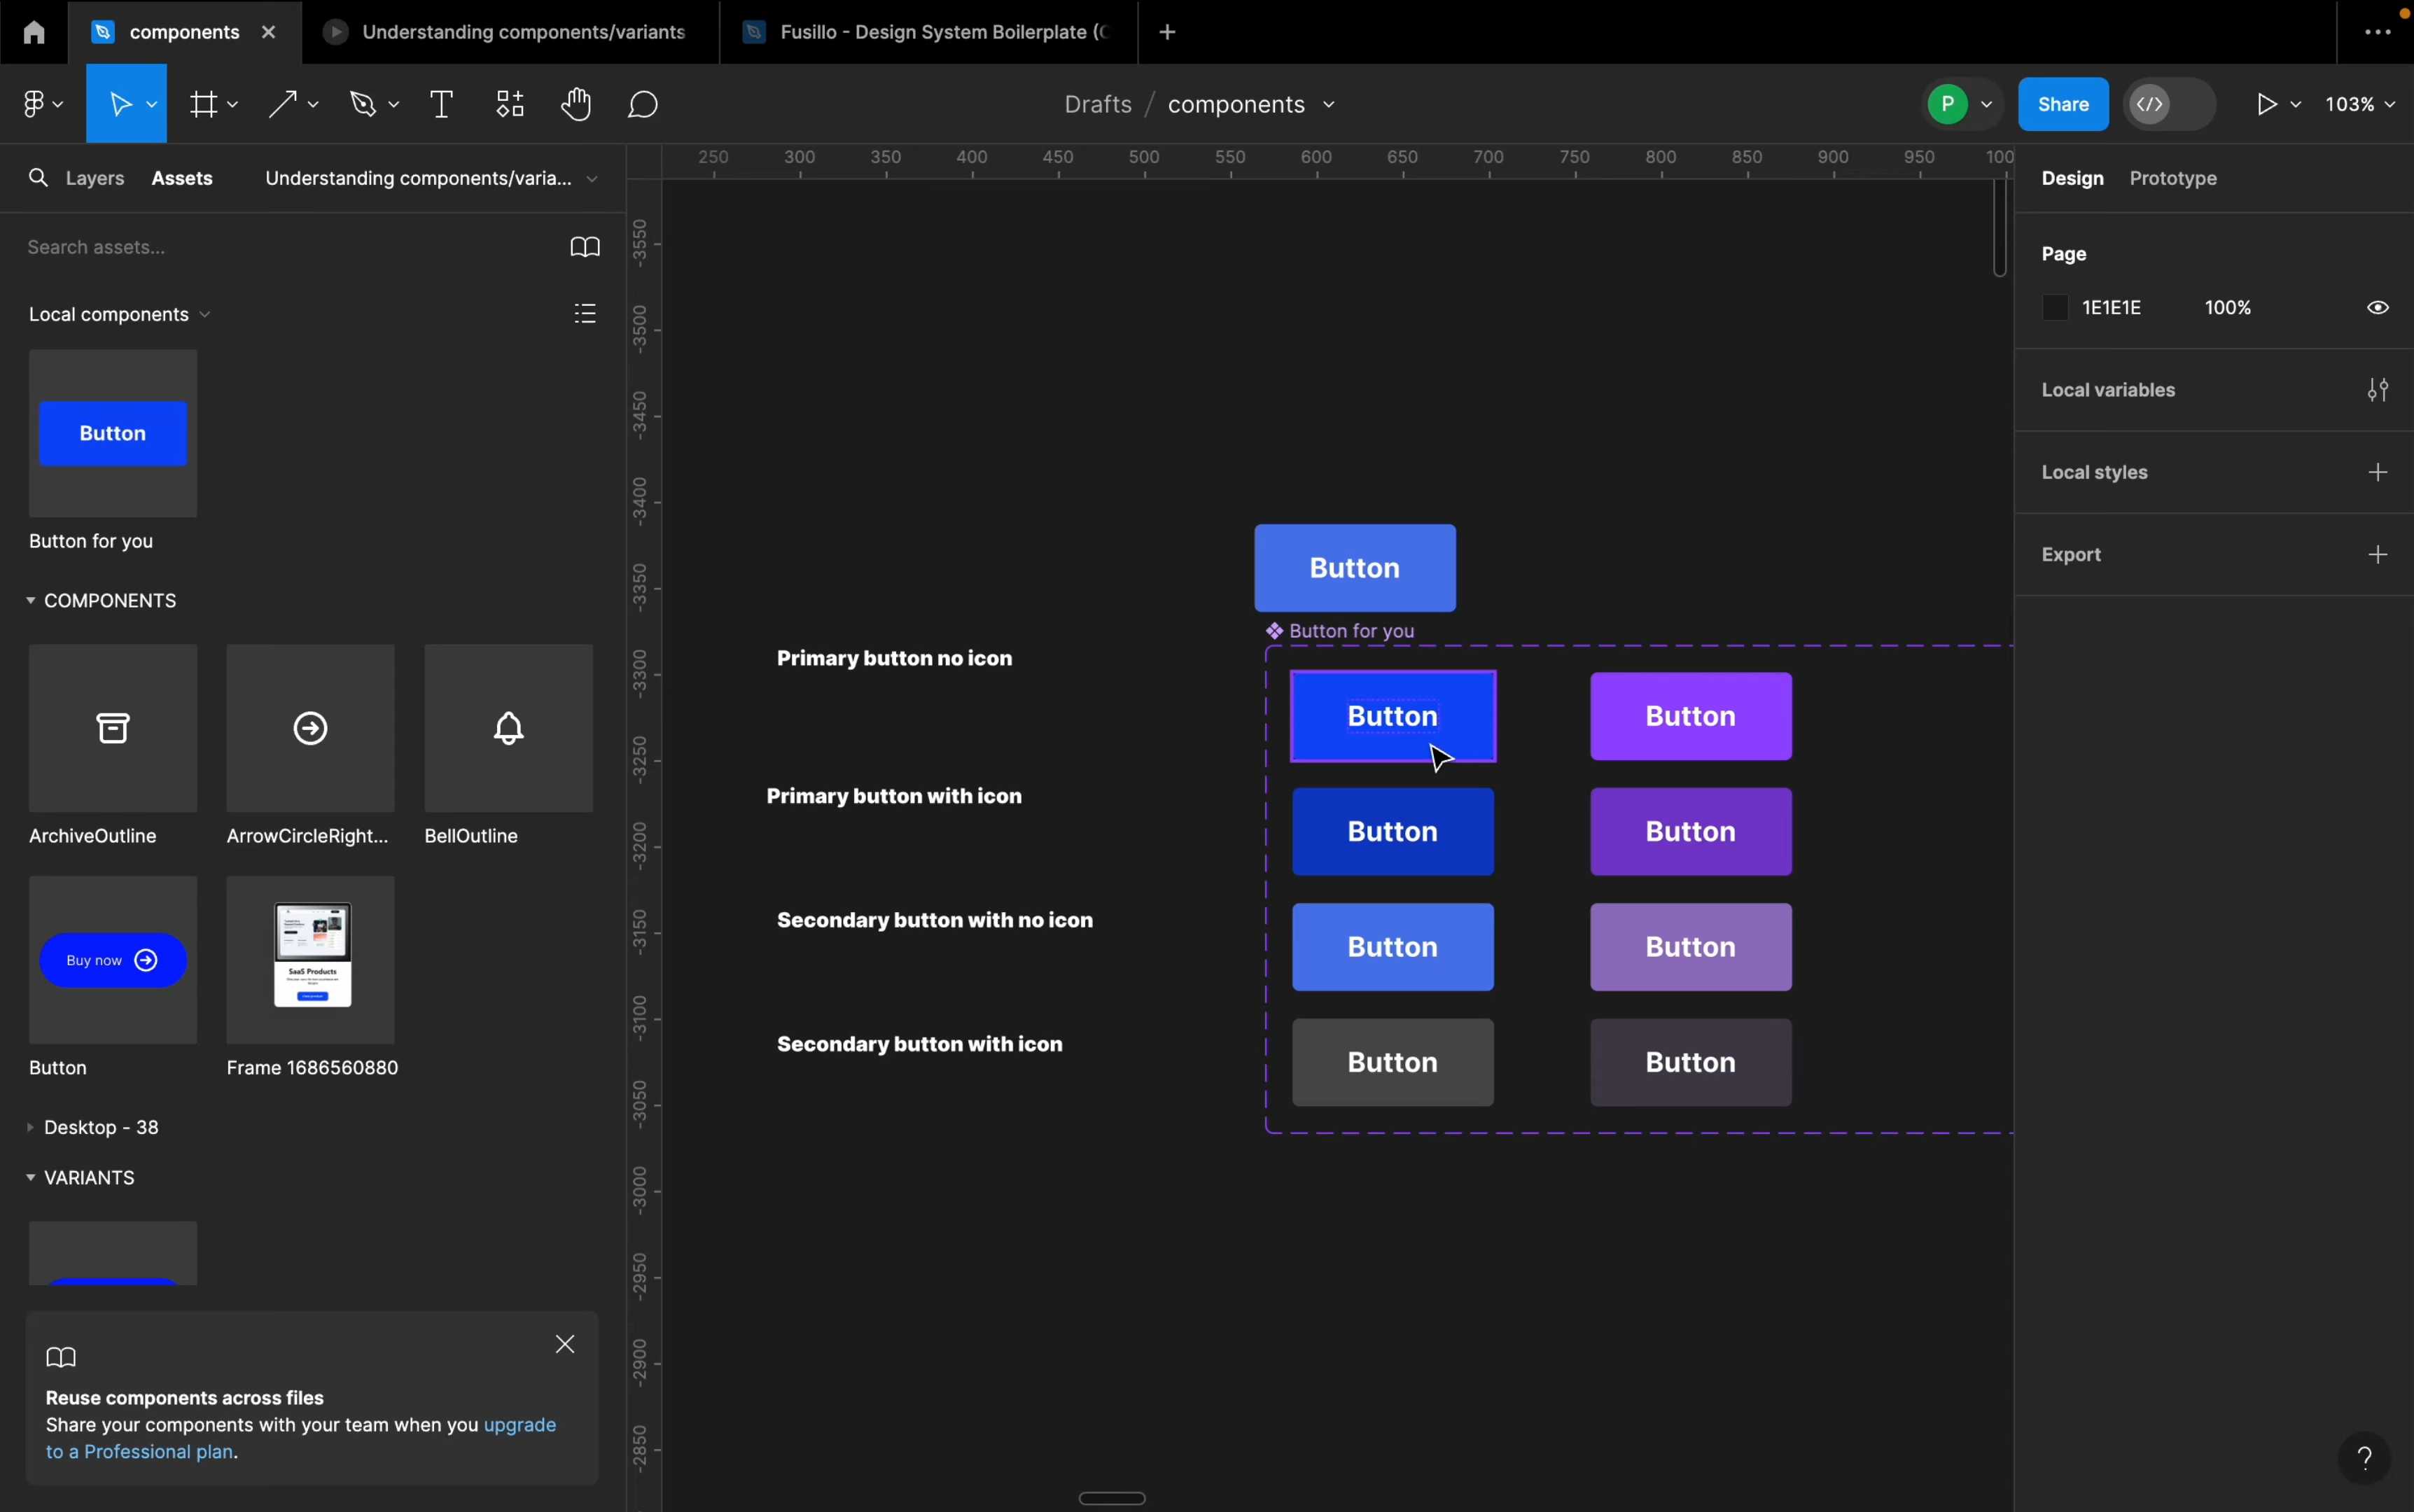 components
Understanding components/variants
Fusillo - Design System Boilerplate (
Drafts / components
P
Share
103%
Layers
Assets
Understanding components/varia...
250 300 350 400 450 500 550 600 650 700 750 800 850 900 950 100
Design
Prototype
Search assets...
Page
1E1E1E
100%
Local components
Local variables
Local styles
Export
Button
Button for you
COMPONENTS
ArchiveOutline
ArrowCircleRight...
BellOutline
Buy now
SaaS Products
Button
Frame 1686560880
Desktop - 38
VARIANTS
Reuse components across files
Share your components with your team when you upgrade
to a Professional plan.
-3550
-3500
-3450
-3400
-3350
-3300
-3250
-3200
-3150
-3100
-3050
-3000
-2950
-2900
-2850
Button
Button for you
Primary button no icon
Button
Button
Primary button with icon
Button
Button
Secondary button with no icon
Button
Button
Secondary button with icon
Button
Button
?